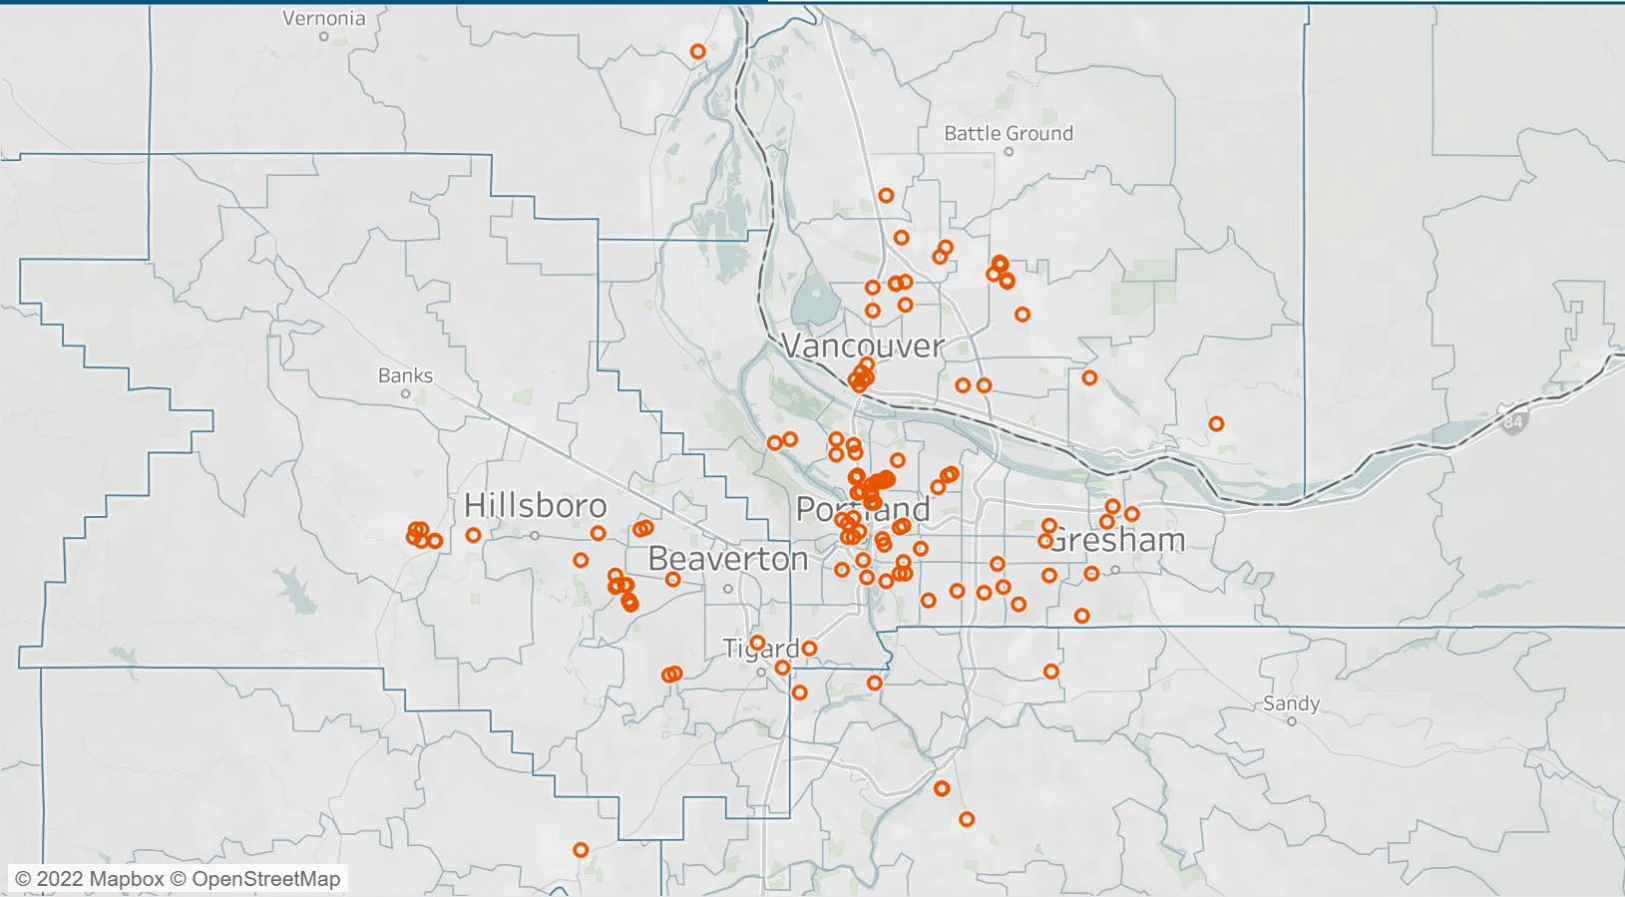 Vernonia
Battle Ground
Vancouver
Banks
84
Hillsboro
Portland
Gresham
Beaverton
Tigard
Sandy
© 2022 Mapbox © OpenStreetMap